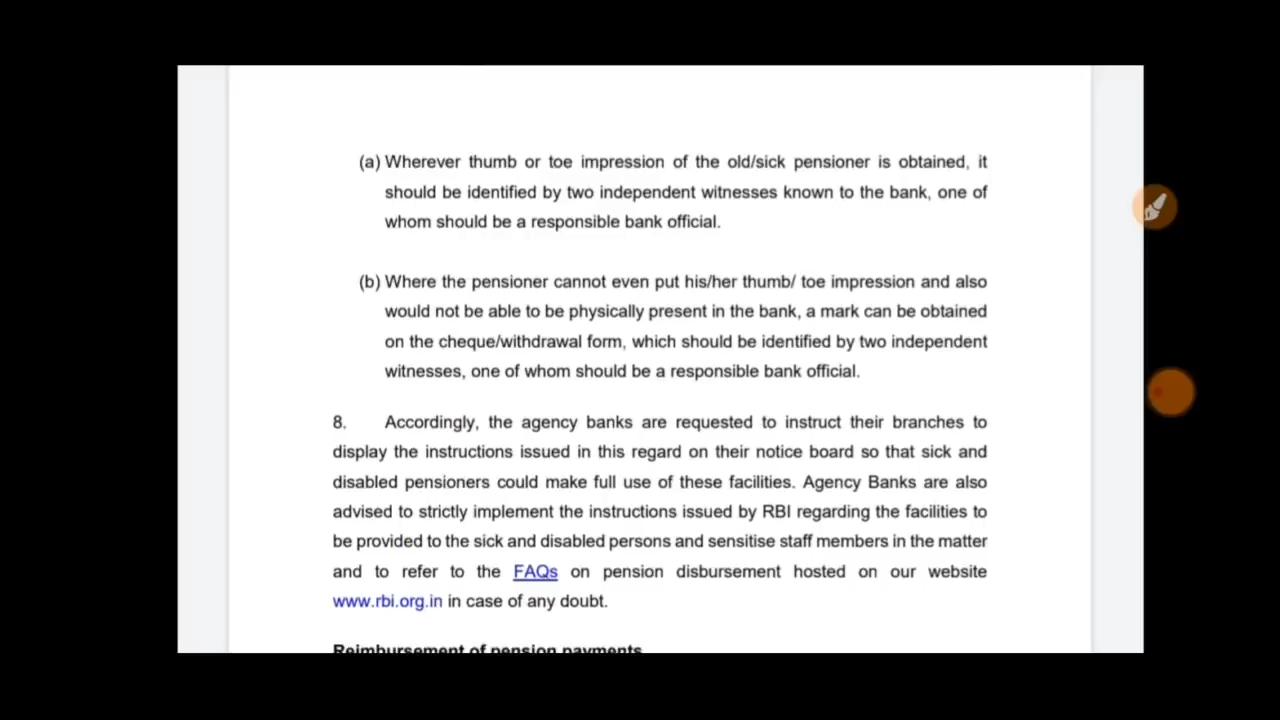 (a) Wherever thumb or toe impression of the old/sick pensioner is obtained, it
should be identified by two independent witnesses known to the bank, one of
whom should be a responsible bank official.
(b) Where the pensioner cannot even put his/her thumb/ toe impression and also
would not be able to be physically present in the bank, a mark can be obtained
on the cheque/withdrawal form, which should be identified by two independent
witnesses, one of whom should be a responsible bank official.
8. Accordingly, the agency banks are requested to instruct their branches to
display the instructions issued in this regard on their notice board so that sick and
disabled pensioners could make full use of these facilities. Agency Banks are also
advised to strictly implement the instructions issued by RBI regarding the facilities to
be provided to the sick and disabled persons and sensitise staff members in the matter
and to refer to the FAQs on pension disbursement hosted on our website
www.rbi.org.in in case of any doubt.
Reimbursement of pension payments